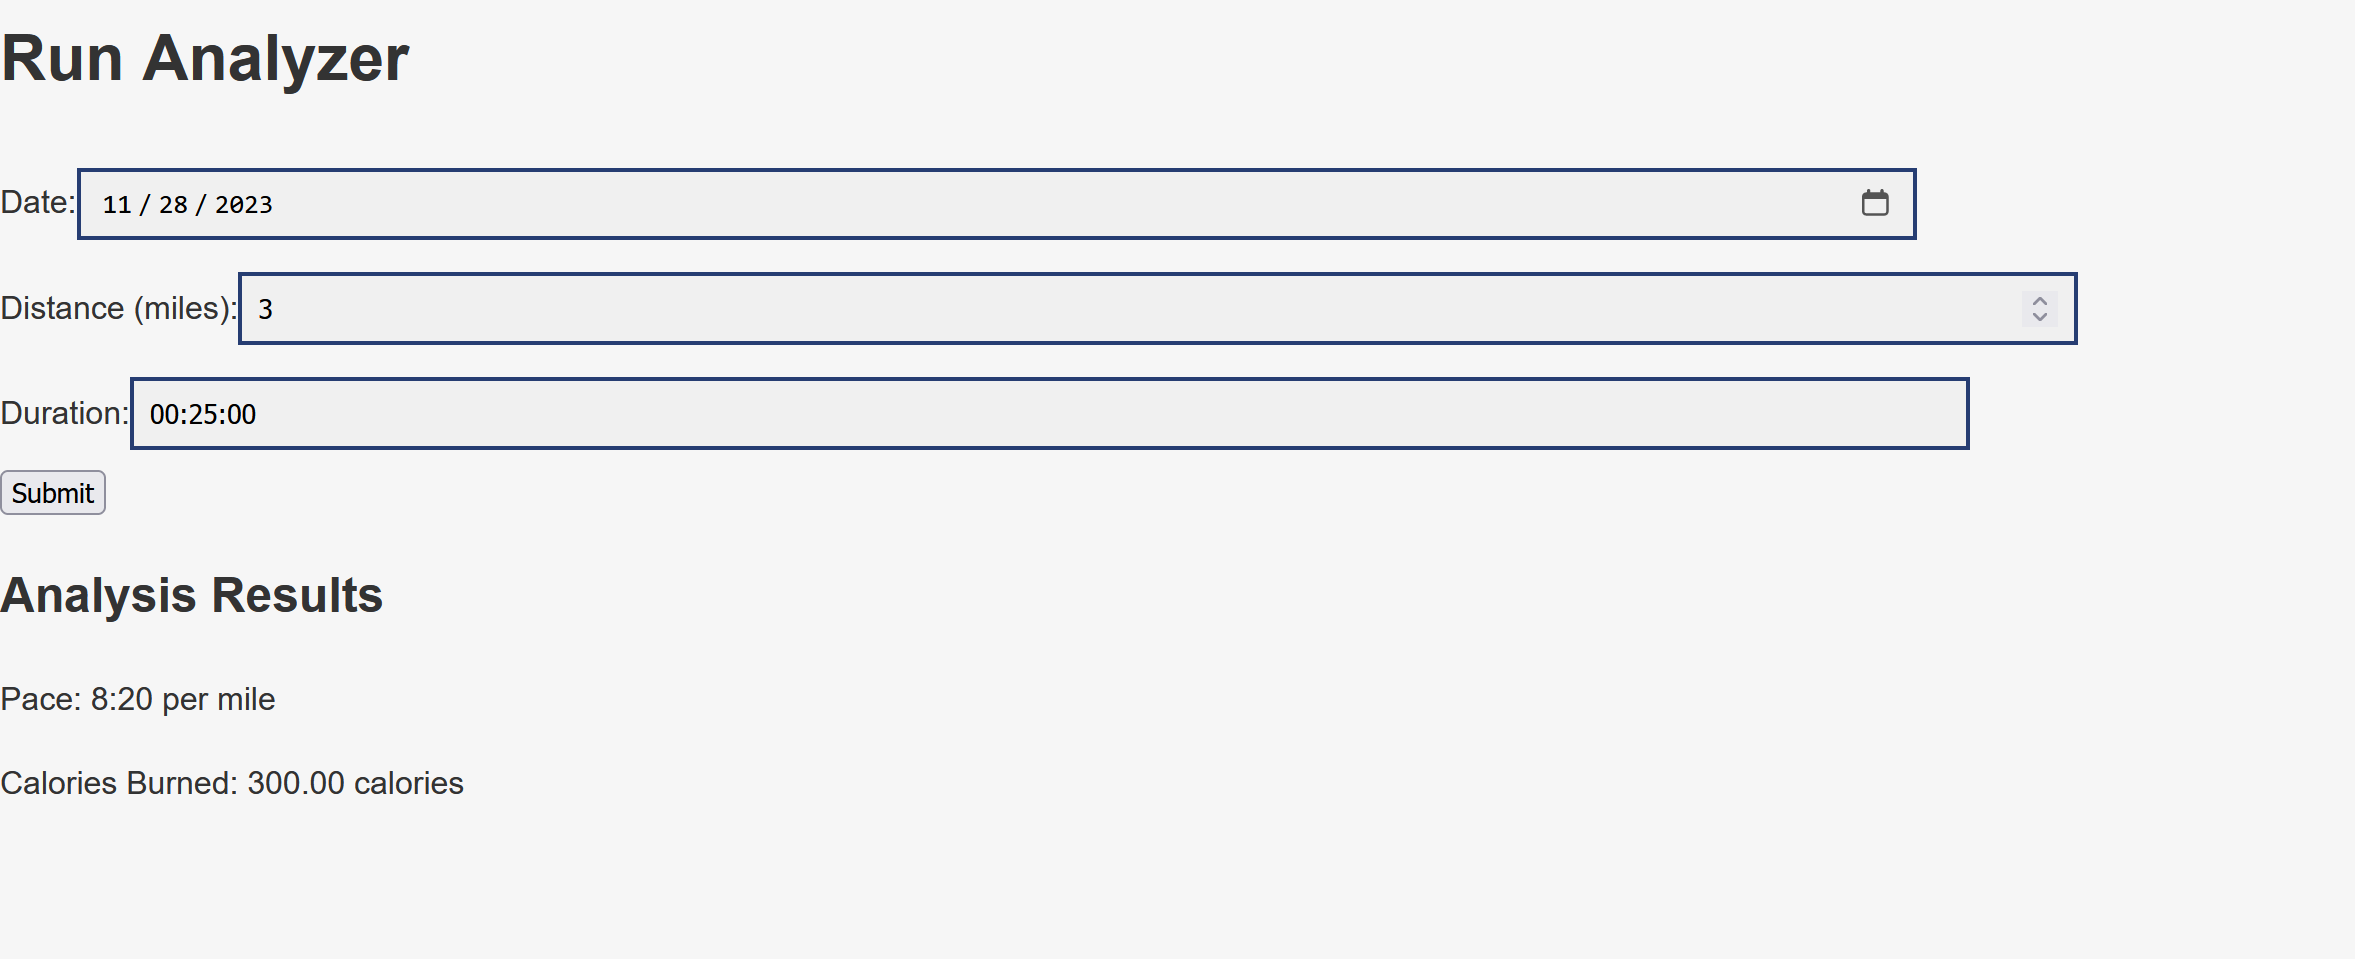 Run Analyzer
Date: 11 / 28 / 2023
Distance (miles): 3
Duration: 00:25:00
Submit
Analysis Results
Pace: 8:20 per mile
Calories Burned: 300.00 calories